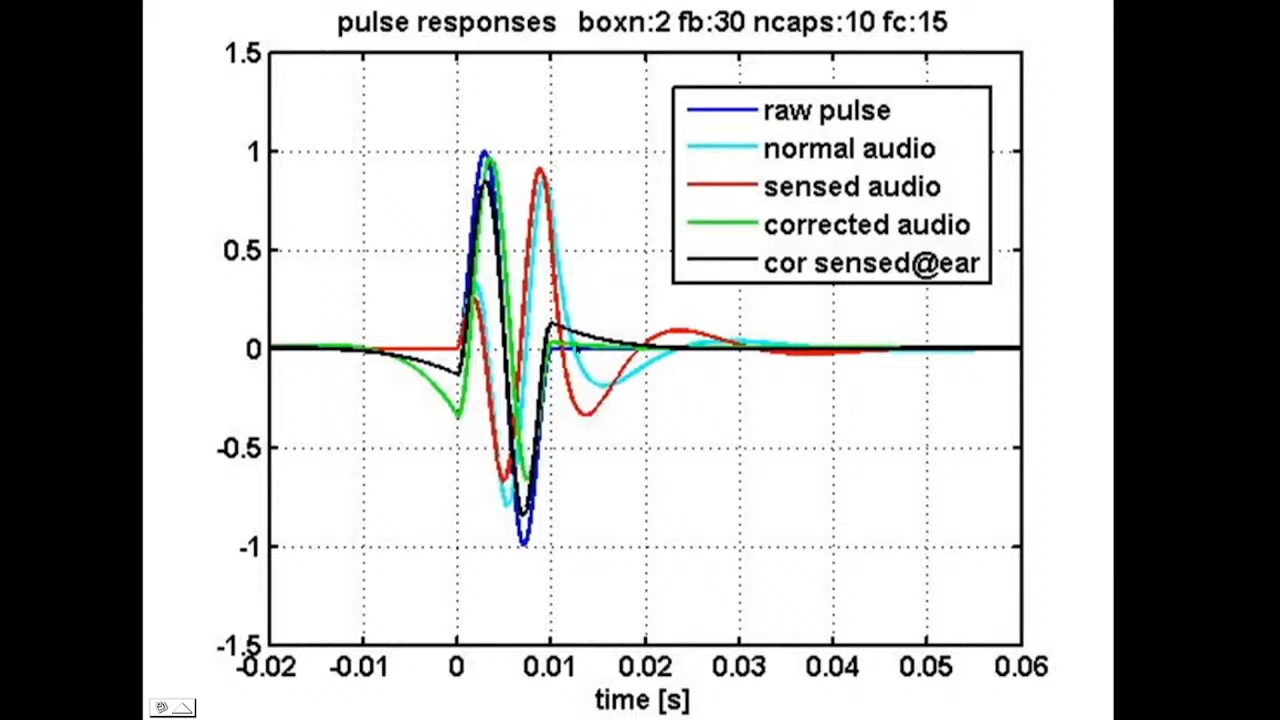 pulse responses boxn:2 fb:30 ncaps:10 fc:15
1.5
raw pulse
1
normal audio
sensed audio
0.5
corrected audio
cor sensed@ear
0
-0.5
-1
-1.5
-0.02 -0.01 0 0.01 0.02 0.03 0.04 0.05 0.06
time [s]